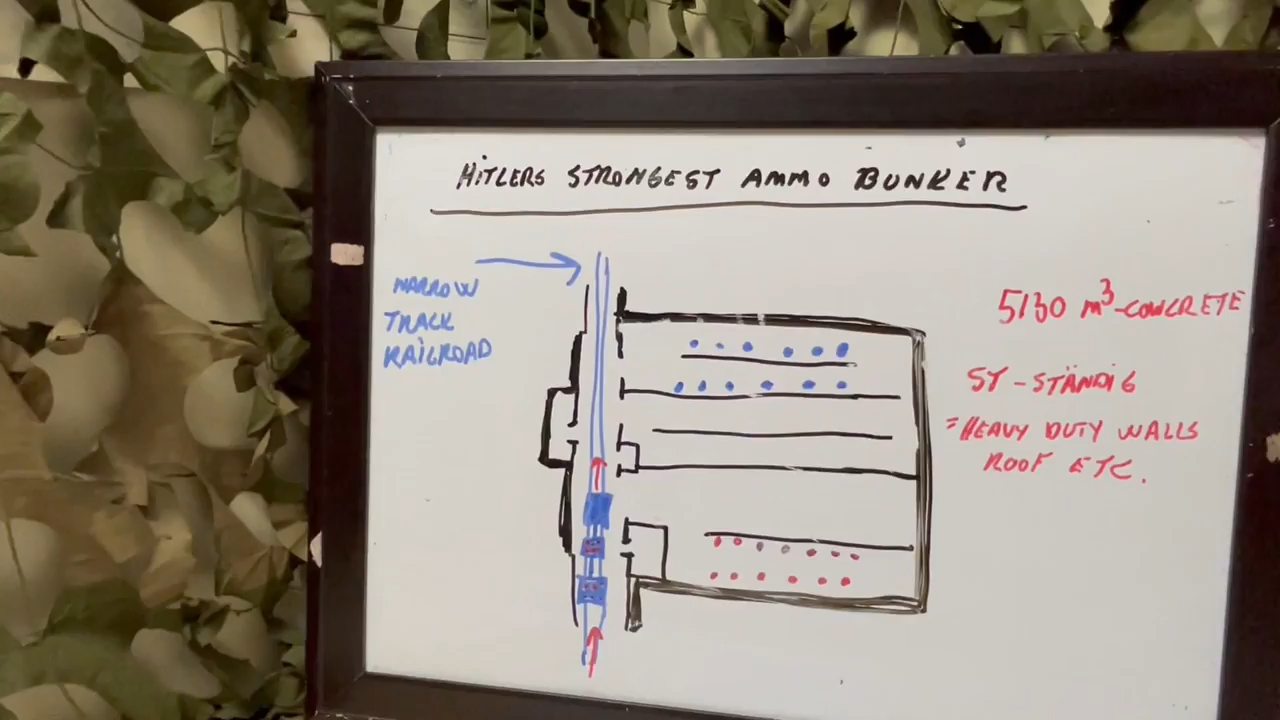 HITLERS STRONGEST AMMO BUNKER
NARROW
TRACK
RAILROAD
5130 m³-CONCRETE
ST-STÄNDIG
=HEAVY DUTY WALLS
ROOF ETC.